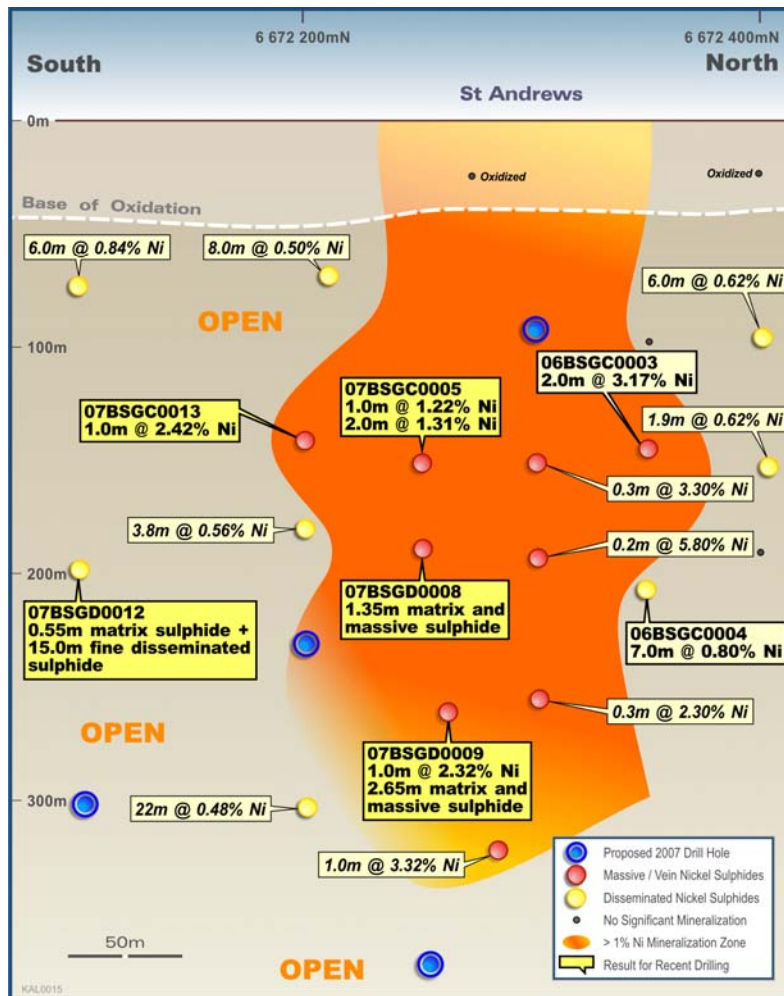 6 672 200mN
6 672 400mN
South
North
St Andrews
0m
Oxidized
Oxidized
Base of Oxidation
6.0m @ 0.84% Ni
8.0m @ 0.50% Ni
6.0m @ 0.62% Ni
OPEN
100m
06BSGC0003
2.0m @ 3.17% Ni
07BSGC0005
1.0m @ 1.22% Ni
2.0m @ 1.31% Ni
07BSGC0013
1.0m @ 2.42% Ni
1.9m @ 0.62% Ni
0.3m @ 3.30% Ni
3.8m @ 0.56% Ni
0.2m @ 5.80% Ni
200m
07BSGD0012
0.55m matrix sulphide +
15.0m fine disseminated
sulphide
07BSGD0008
1.35m matrix and
massive sulphide
06BSGC0004
7.0m @ 0.80% Ni
0.3m @ 2.30% Ni
OPEN
07BSGD0009
1.0m @ 2.32% Ni
2.65m matrix and
massive sulphide
300m
22m @ 0.48% Ni
1.0m @ 3.32% Ni
Proposed 2007 Drill Hole
Massive / Vein Nickel Sulphides
Disseminated Nickel Sulphides
No Significant Mineralization
> 1% Ni Mineralization Zone
Result for Recent Drilling
50m
OPEN
KAL0015